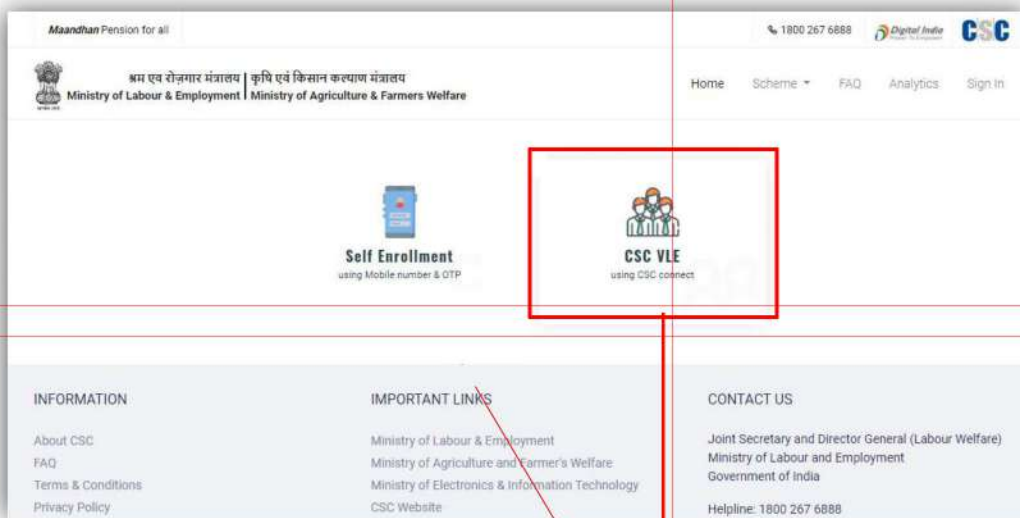 Maandhan Pension for all
1800 267 6888
Digital India
Power To Empower
CSC
श्रम एवं रोज़गार मंत्रालय | कृषि एवं किसान कल्याण मंत्रालय
Ministry of Labour & Employment | Ministry of Agriculture & Farmers Welfare
Home
Scheme
FAQ
Analytics
Sign In
Self Enrollment
using Mobile number & OTP
CSC VLE
using CSC connect
INFORMATION
About CSC
FAQ
Terms & Conditions
Privacy Policy
IMPORTANT LINKS
Ministry of Labour & Employment
Ministry of Agriculture and Farmer's Welfare
Ministry of Electronics & Information Technology
CSC Website
CONTACT US
Joint Secretary and Director General (Labour Welfare)
Ministry of Labour and Employment
Government of India
Helpline: 1800 267 6888